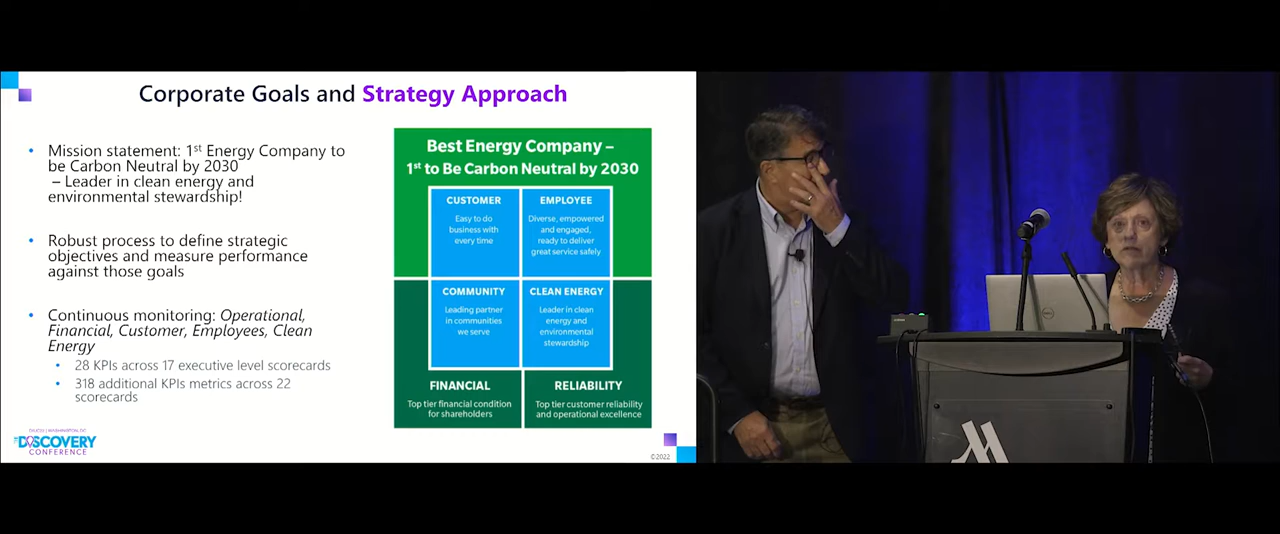 Corporate Goals and Strategy Approach
• Mission statement: 1st Energy Company to
be Carbon Neutral by 2030
– Leader in clean energy and
environmental stewardship!
• Robust process to define strategic
objectives and measure performance
against those goals
• Continuous monitoring: Operational,
Financial, Customer, Employees, Clean
Energy
• 28 KPIs across 17 executive level scorecards
• 318 additional KPIs metrics across 22
scorecards
Best Energy Company –
1st to Be Carbon Neutral by 2030
CUSTOMER
Easy to do
business with
every time
EMPLOYEE
Diverse, empowered
and engaged,
ready to deliver
great service safely
COMMUNITY
Leading partner
in communities
we serve
CLEAN ENERGY
Leader in clean
energy and
environmental
stewardship
FINANCIAL
Top tier financial condition
for shareholders
RELIABILITY
Top tier customer reliability
and operational excellence
DISCOVERY
CONFERENCE
©2022
DELL